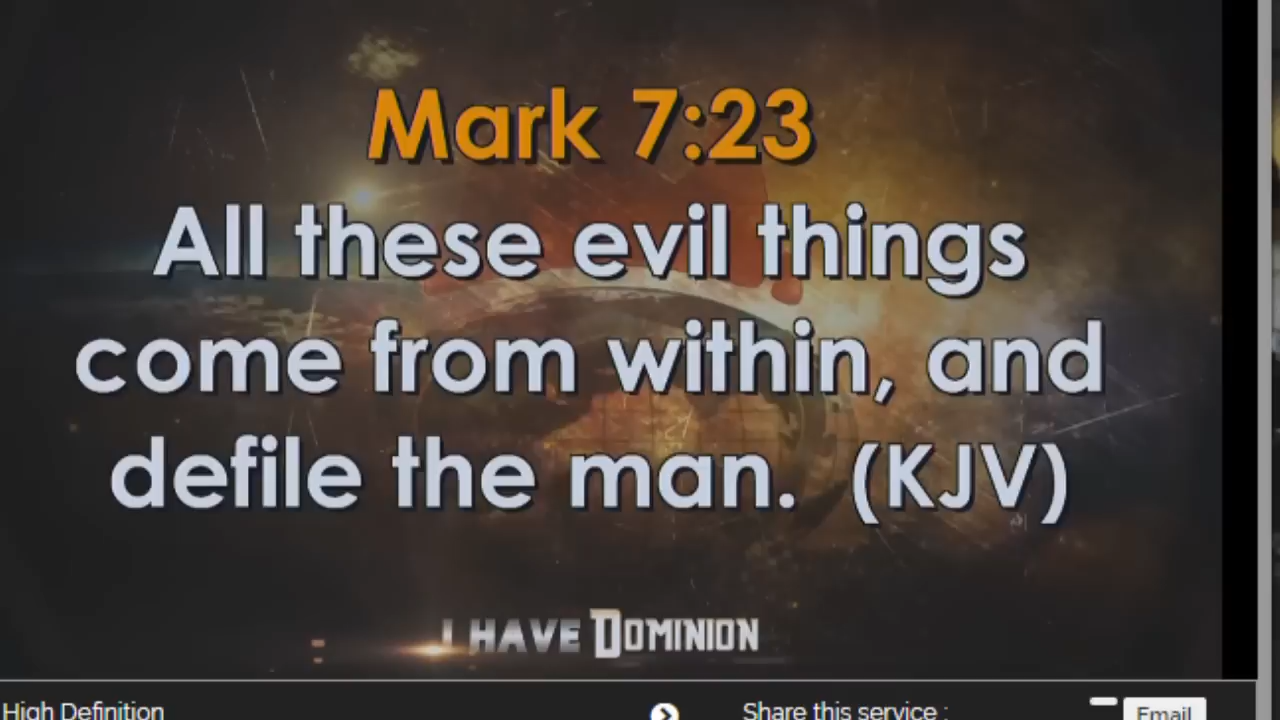 Mark 7:23
All these evil things
come from within, and
defile the man. (KJV)
I HAVE DOMINION
High Definition
Share this service :
Email